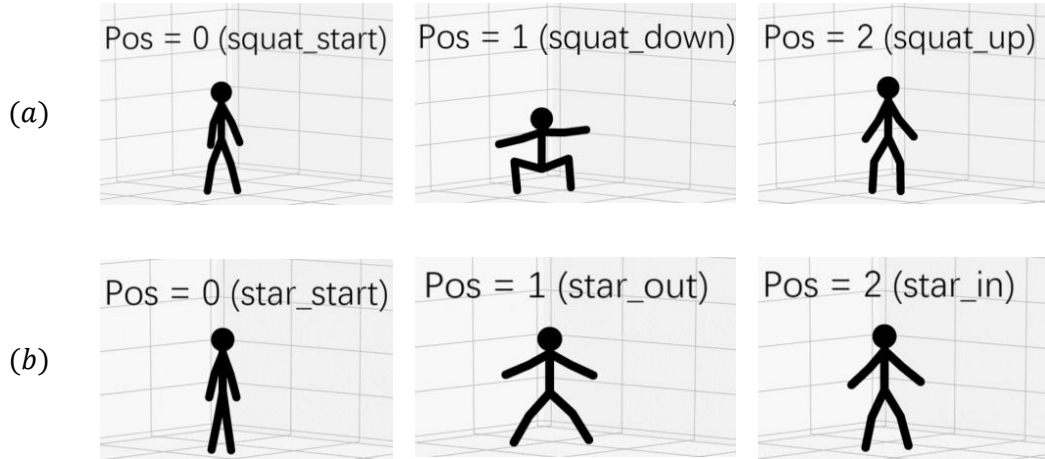 Pos = 0 (squat_start)
Pos = 1 (squat_down)
Pos = 2 (squat_up)
(a)
Pos = 0 (star_start)
Pos = 1 (star_out)
Pos = 2 (star_in)
(b)